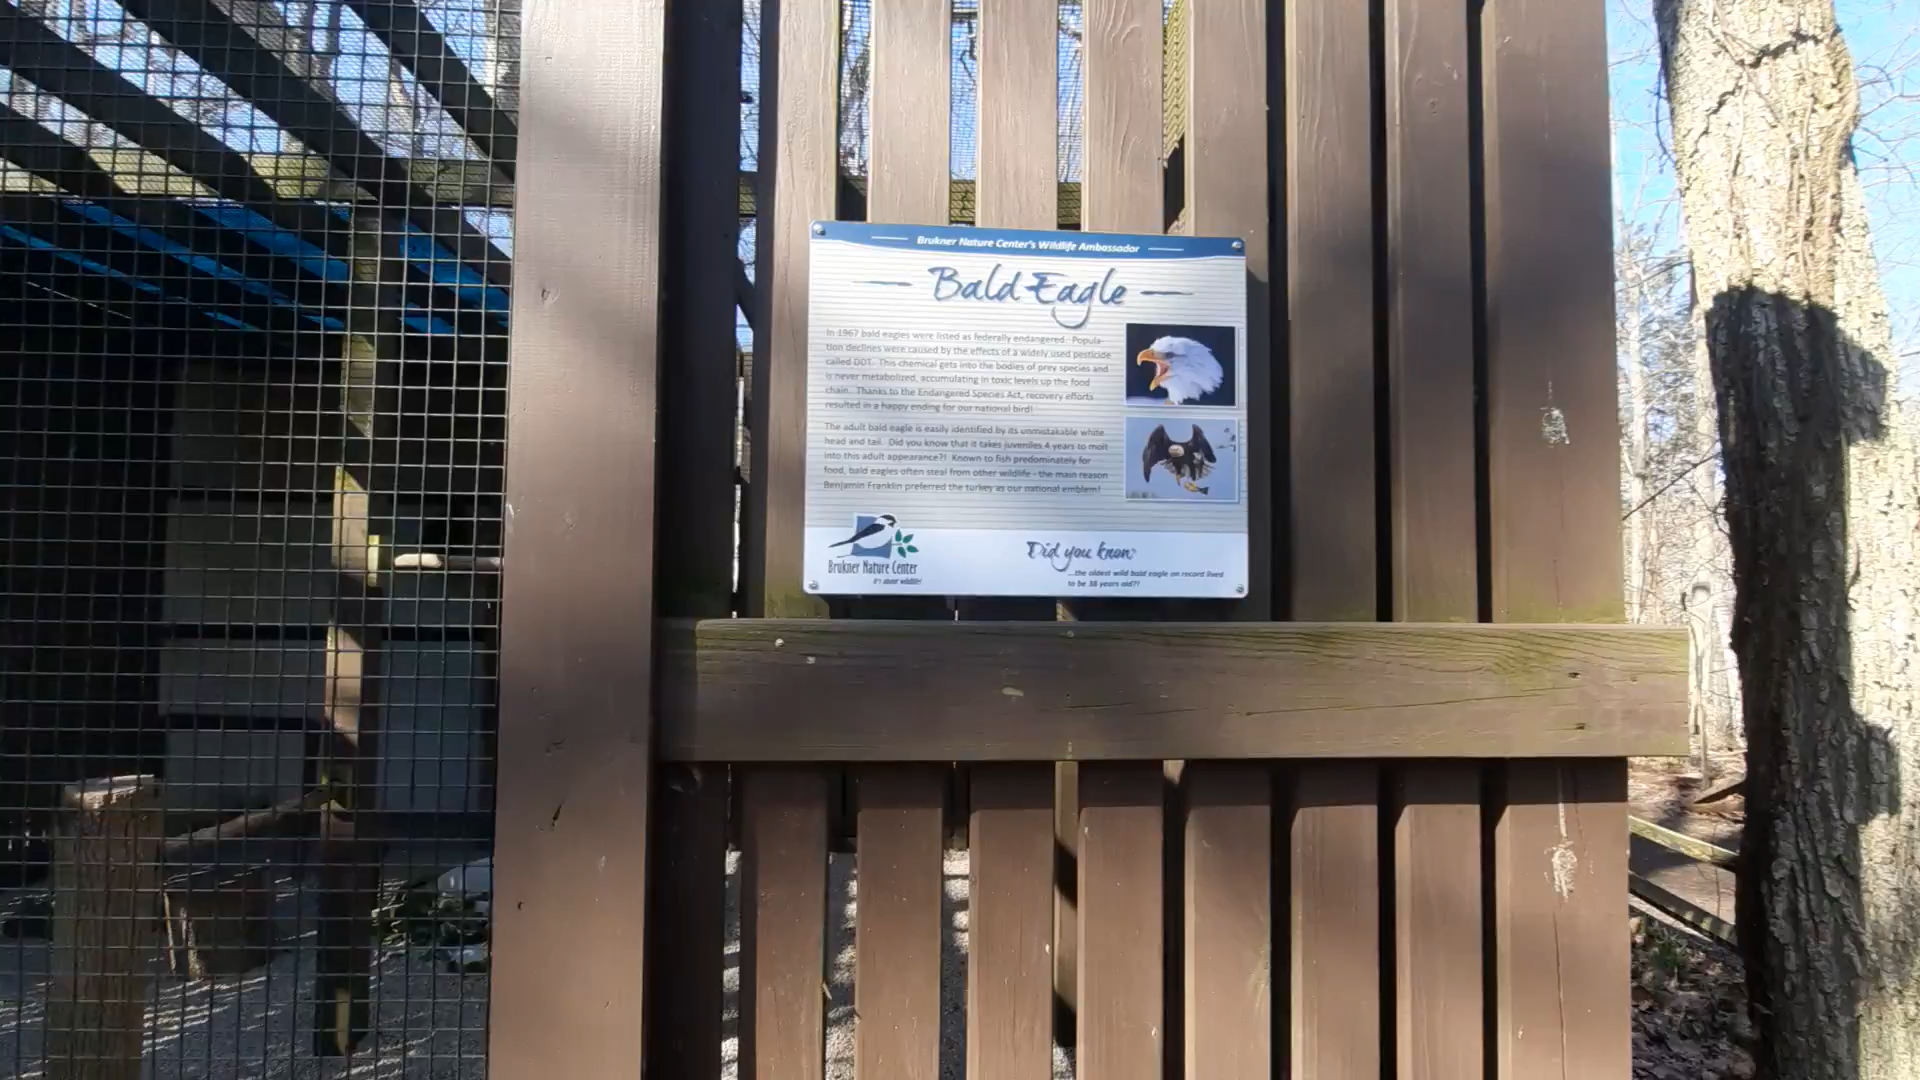 Brukner Nature Center's Wildlife Ambassador
Bald Eagle
In 1967 bald eagles were listed as federally endangered. Popula-
tion declines were caused by the effects of a widely used pesticide
called DDT. This chemical gets into the bodies of prey species and
is never metabolized, accumulating in toxic levels up the food
chain. Thanks to the Endangered Species Act, recovery efforts
resulted in a happy ending for our national bird!
The adult bald eagle is easily identified by its unmistakable white
head and tail. Did you know that it takes juveniles 4 years to molt
into this adult appearance?! Known to fish predominately for
food, bald eagles often steal from other wildlife - the main reason
Benjamin Franklin preferred the turkey as our national emblem!
Brukner Nature Center
it's about wildlife!
Did you know
...the oldest wild bald eagle on record lived
to be 38 years old?!